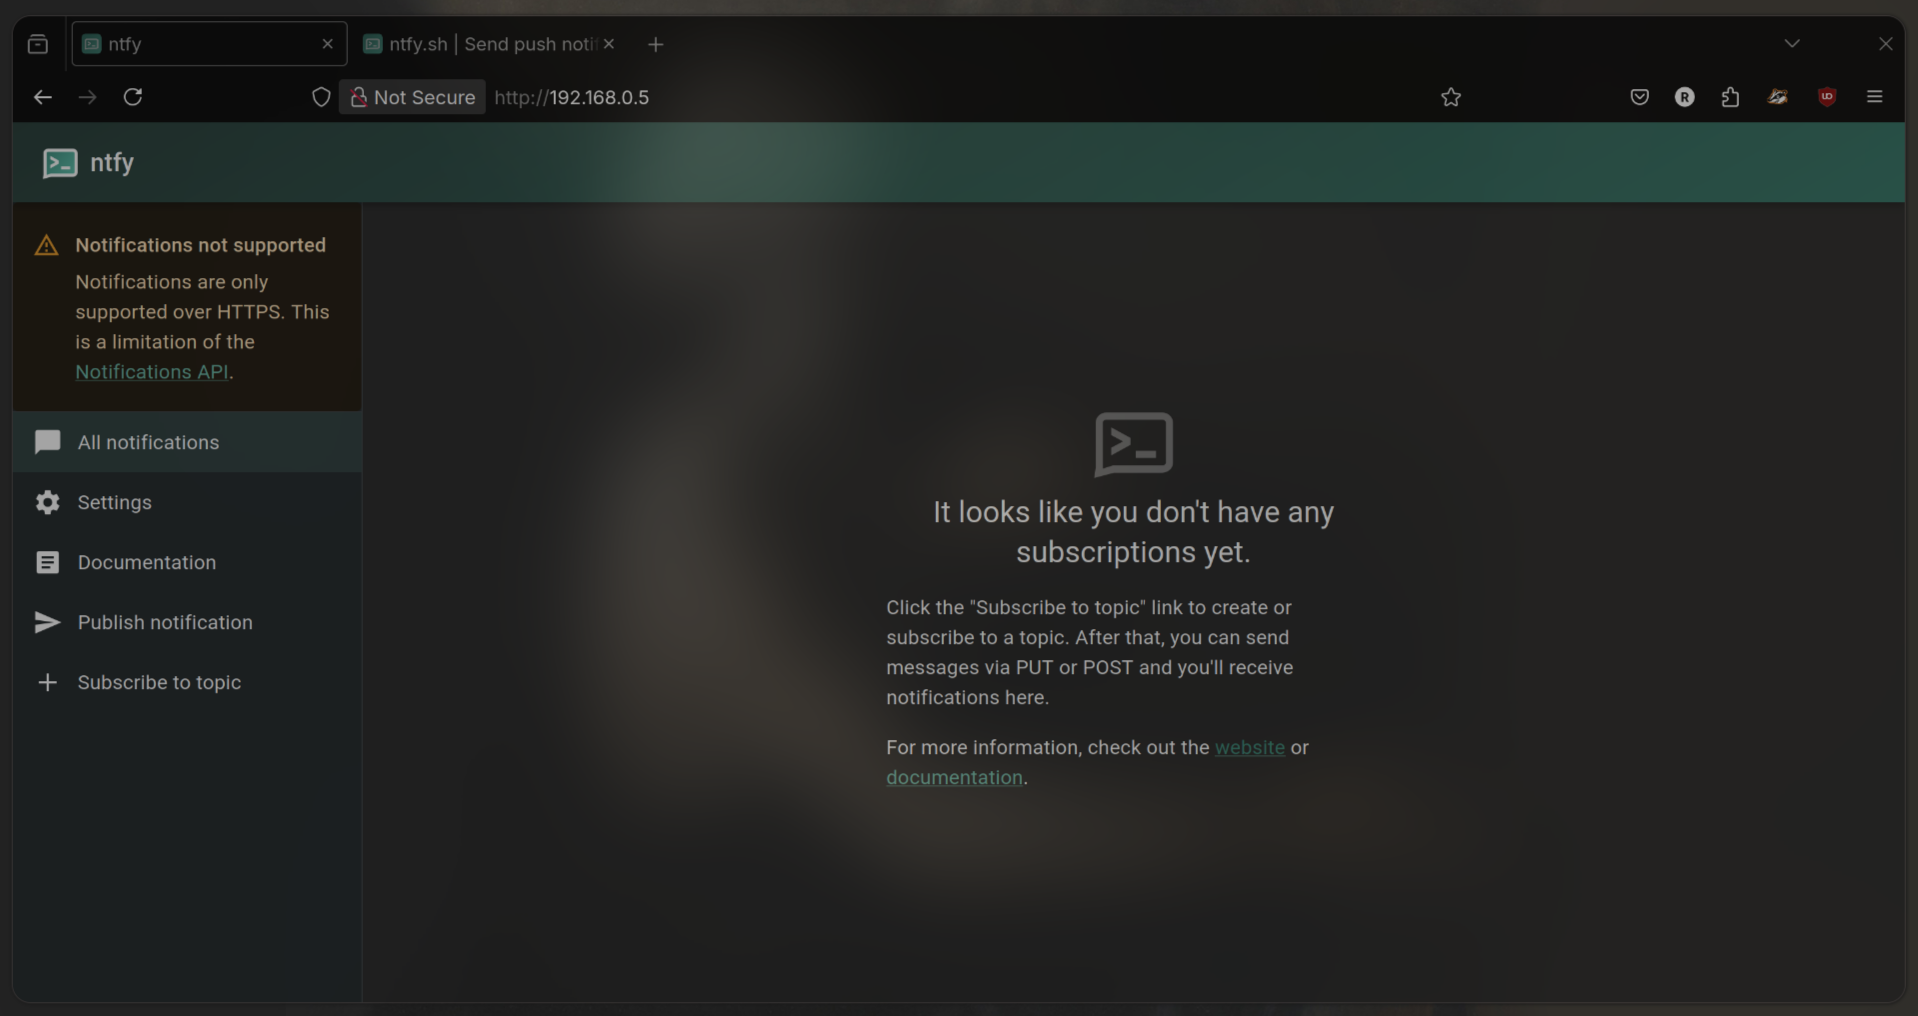 ntfy
ntfy.sh | Send push notif
Not Secure
http://192.168.0.5
R
ntfy
Notifications not supported
Notifications are only
supported over HTTPS. This
is a limitation of the
Notifications API.
All notifications
Settings
Documentation
Publish notification
Subscribe to topic
It looks like you don't have any
subscriptions yet.
Click the "Subscribe to topic" link to create or
subscribe to a topic. After that, you can send
messages via PUT or POST and you'll receive
notifications here.
For more information, check out the website or
documentation.